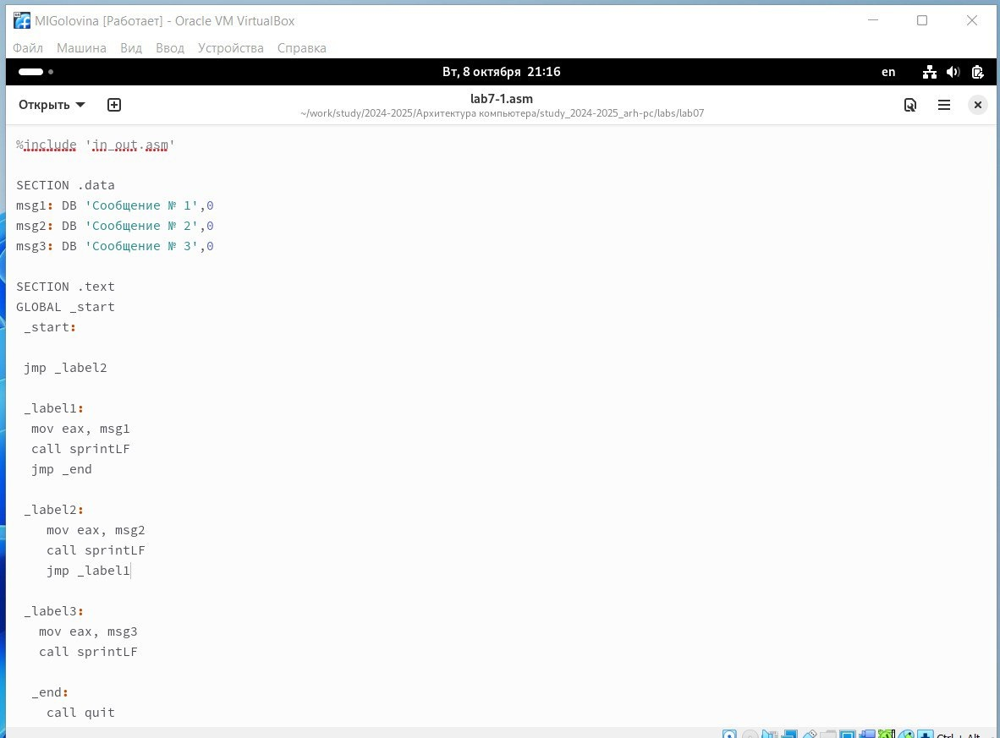 MIGolovina [Работает] - Oracle VM VirtualBox
Файл Машина Вид Ввод Устройства Справка
Вт, 8 октября 21:16 en
Открыть lab7-1.asm
~/work/study/2024-2025/Архитектура компьютера/study_2024-2025_arh-pc/labs/lab07
%include 'in_out.asm'
SECTION .data
msg1: DB 'Сообщение № 1',0
msg2: DB 'Сообщение № 2',0
msg3: DB 'Сообщение № 3',0
SECTION .text
GLOBAL _start
_start:
jmp _label2
_label1:
mov eax, msg1
call sprintLF
jmp _end
_label2:
mov eax, msg2
call sprintLF
jmp _label1
_label3:
mov eax, msg3
call sprintLF
_end:
call quit
Ctrl + Alt